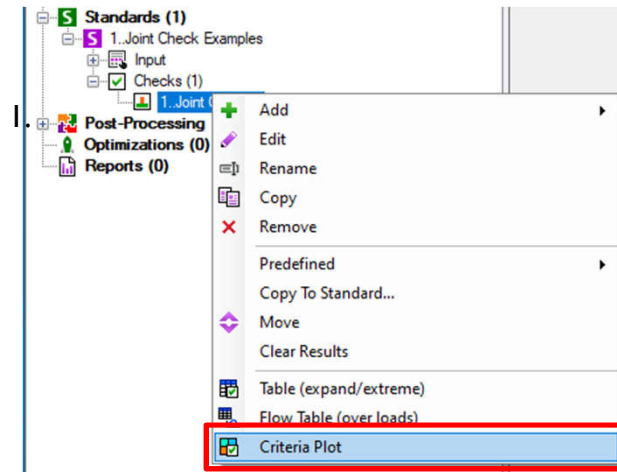 Standards (1)
1..Joint Check Examples
Input
Checks (1)
1..Joint
Post-Processing
Optimizations (0)
Reports (0)
I.
Add
Edit
Rename
Copy
Remove
Predefined
Copy To Standard...
Move
Clear Results
Table (expand/extreme)
Flow Table (over loads)
Criteria Plot